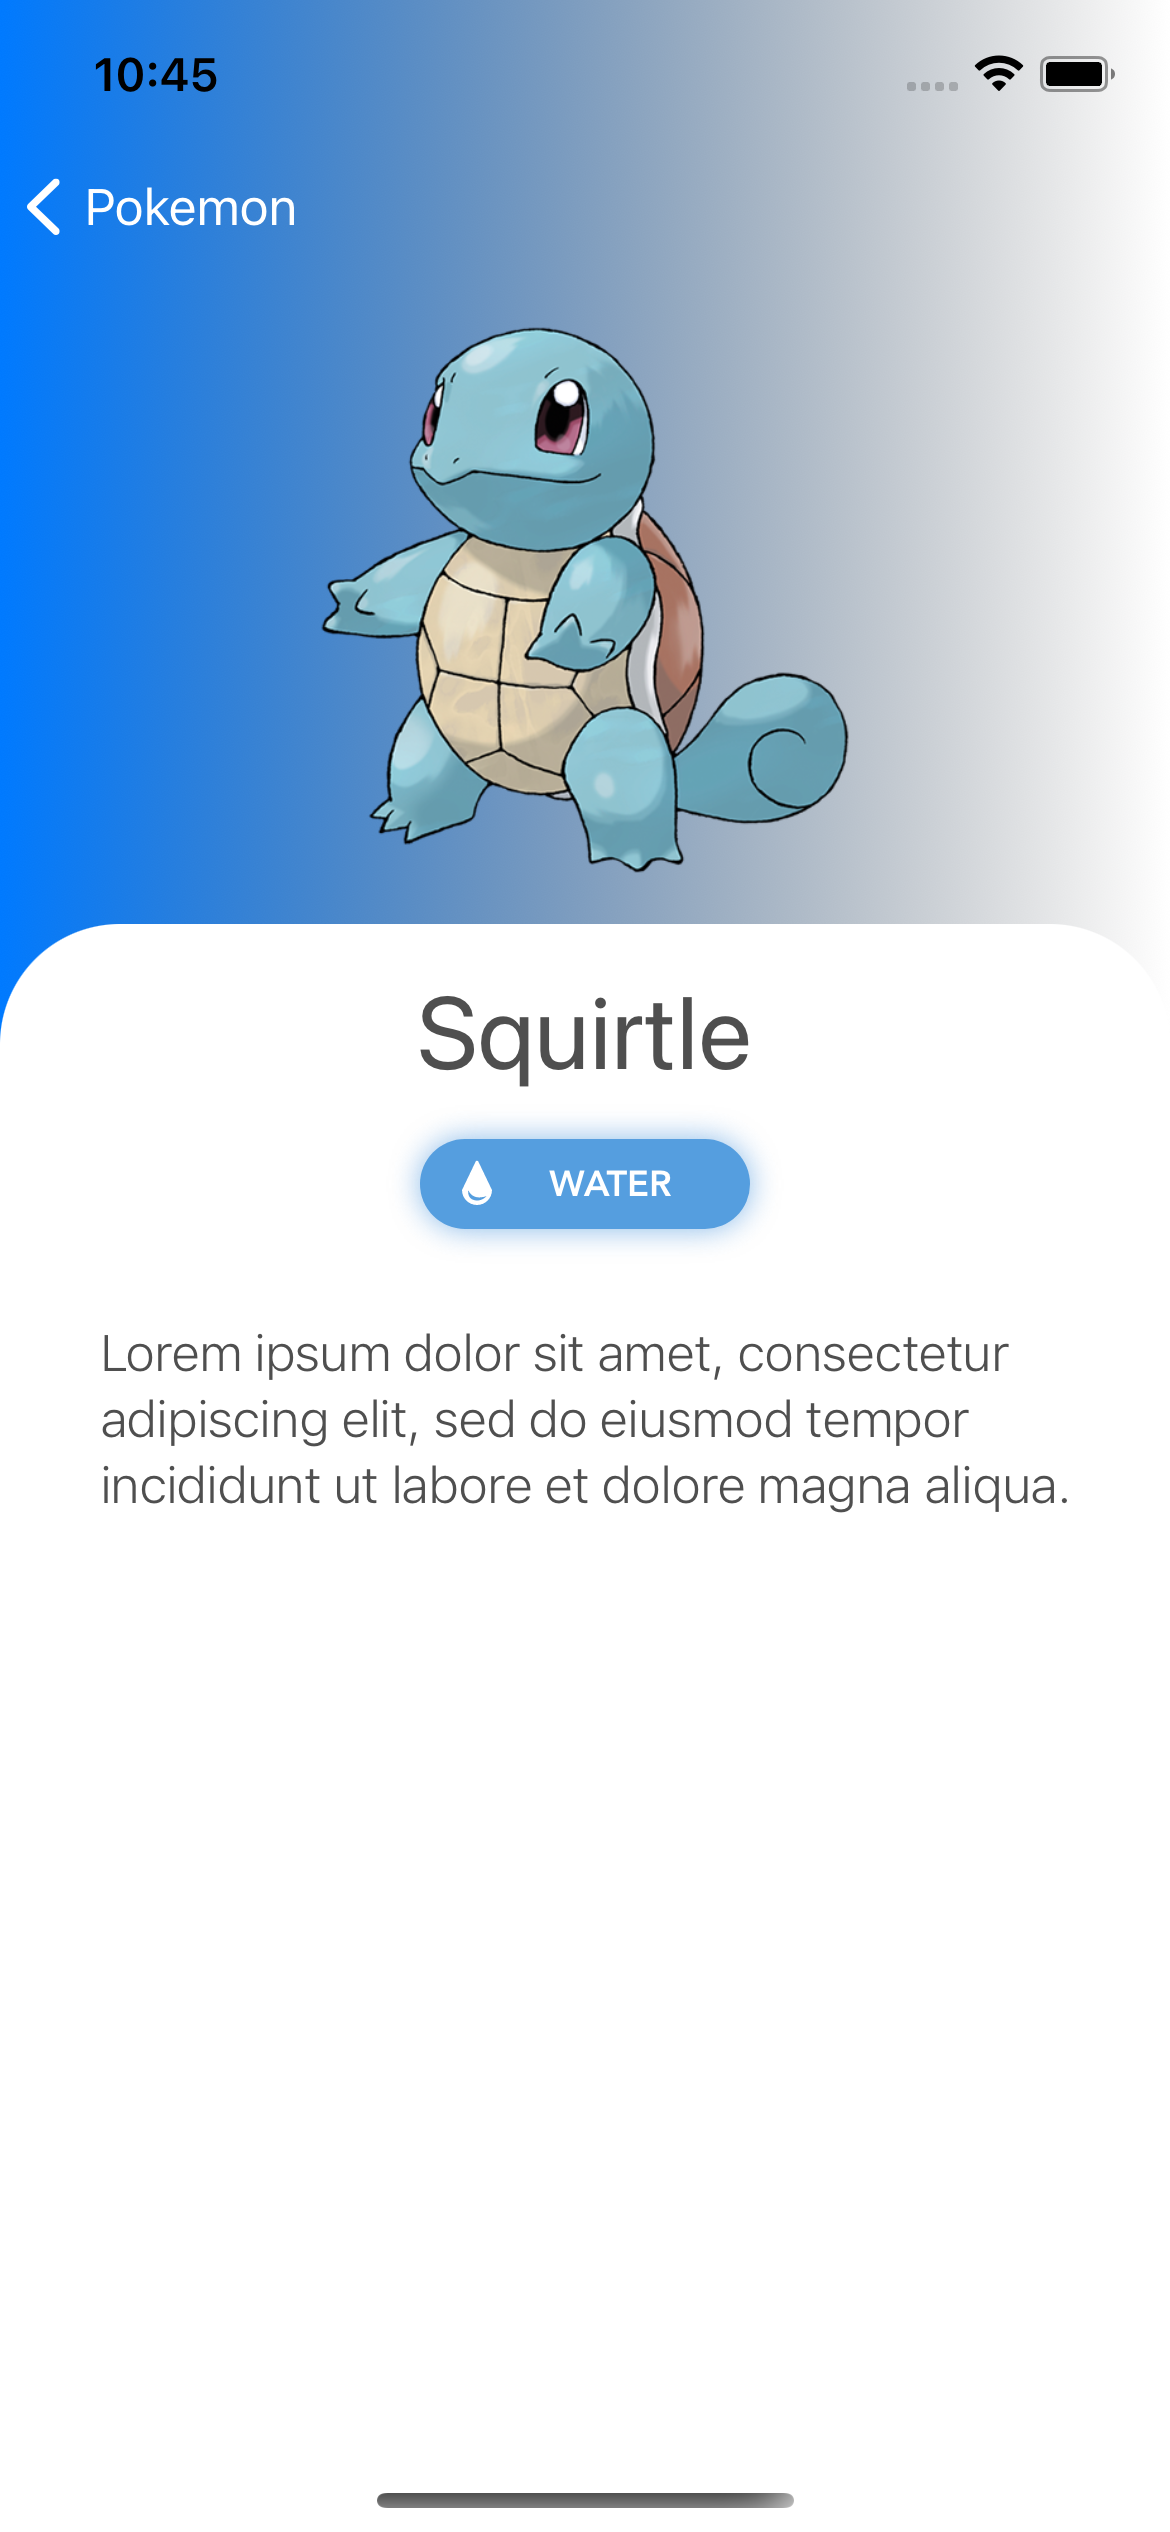 10:45
Pokemon
Squirtle
WATER
Lorem ipsum dolor sit amet, consectetur
adipiscing elit, sed do eiusmod tempor
incididunt ut labore et dolore magna aliqua.